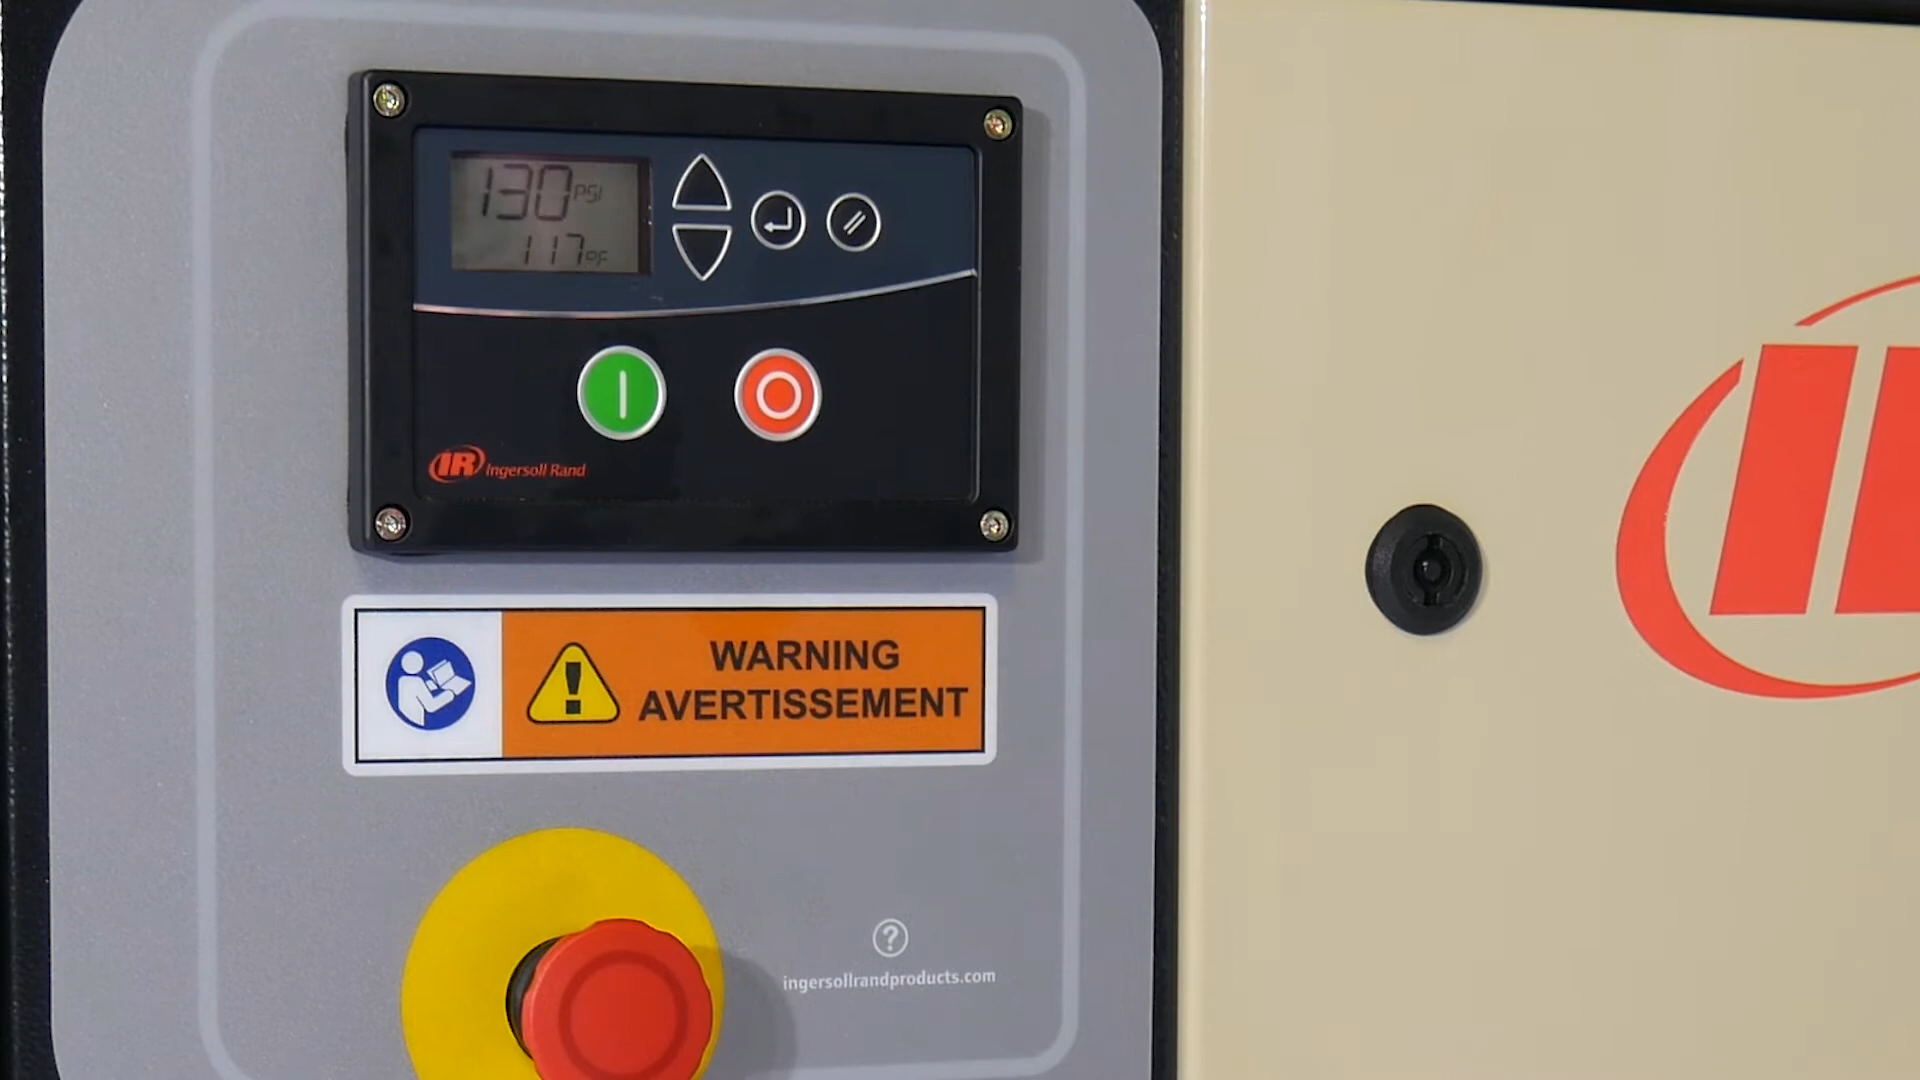 130 PSI
117 °F
IR Ingersoll Rand
WARNING
AVERTISSEMENT
?
ingersollrandproducts.com